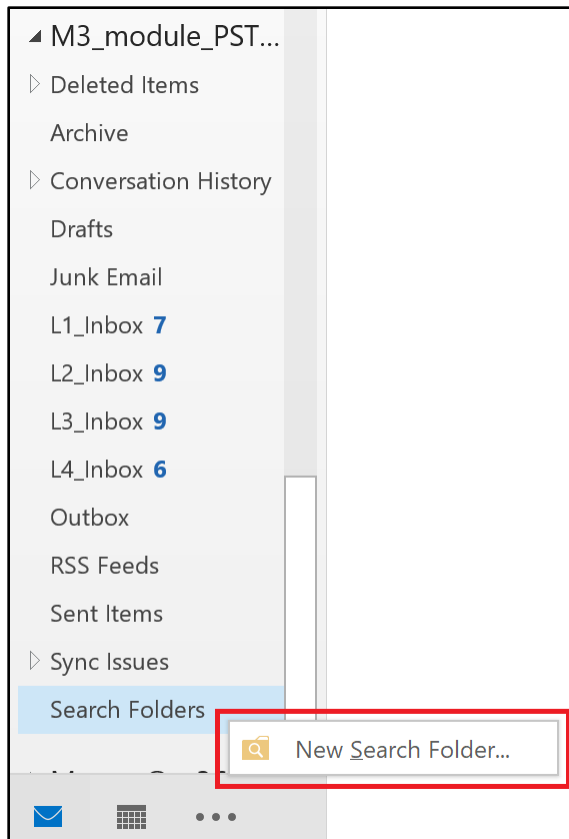 M3_module_PST...
Deleted Items
Archive
Conversation History
Drafts
Junk Email
L1_Inbox 7
L2_Inbox 9
L3_Inbox 9
L4_Inbox 6
Outbox
RSS Feeds
Sent Items
Sync Issues
Search Folders
New Search Folder...